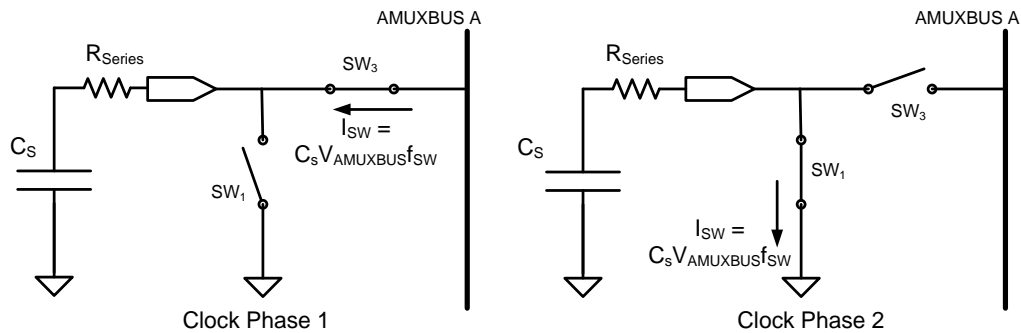 AMUXBUS A
RSeries
SW3
ISW =
CsVAMUXBUSfSW
CS
SW1
Clock Phase 1
AMUXBUS A
RSeries
SW3
CS
SW1
ISW =
CsVAMUXBUSfSW
Clock Phase 2